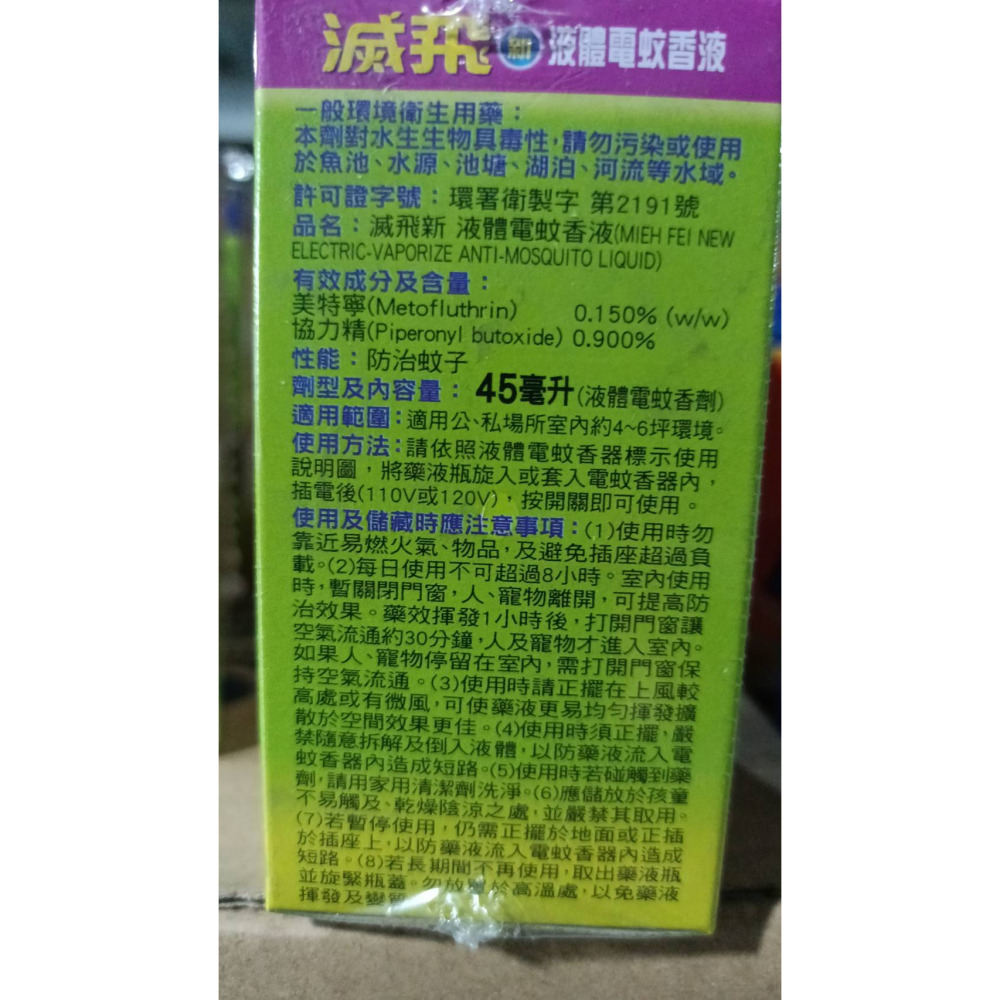 滅飛 新 液體電蚊香液
一般環境衛生用藥：
本劑對水生生物具毒性，請勿污染或使用
於魚池、水源、池塘、湖泊、河流等水域。
許可證字號：環署衛製字 第2191號
品名：滅飛新 液體電蚊香液(MIEH FEI NEW
ELECTRIC-VAPORIZE ANTI-MOSQUITO LIQUID)
有效成分及含量：
美特寧(Metofluthrin) 0.150% (w/w)
協力精(Piperonyl butoxide) 0.900%
性能：防治蚊子
劑型及內容量：45毫升(液體電蚊香劑)
適用範圍：適用公、私場所室內約4~6坪環境。
使用方法：請依照液體電蚊香器標示使用
說明圖，將藥液瓶旋入或套入電蚊香器內，
插電後(110V或120V)，按開關即可使用。
使用及儲藏時應注意事項：(1)使用時勿
靠近易燃火氣、物品，及避免插座超過負
載。(2)每日使用不可超過8小時。室內使用
時，暫關閉門窗，人、寵物離開，可提高防
治效果。藥效揮發1小時後，打開門窗讓
空氣流通約30分鐘，人及寵物才進入室內。
如果人、寵物停留在室內，需打開門窗保
持空氣流通。(3)使用時請正擺在上風較
高處或有微風，可使藥液更易均勻揮發擴
散於空間效果更佳。(4)使用時須正擺，嚴
禁隨意拆解及倒入液體，以防藥液流入電
蚊香器內造成短路。(5)使用時若碰觸到藥
劑，請用家用清潔劑洗淨。(6)應儲放於孩童
不易觸及、乾燥陰涼之處，並嚴禁其取用。
(7)若暫停使用，仍需正擺於地面或正插
於插座上，以防藥液流入電蚊香器內造成
短路。(8)若長期間不再使用，取出藥液瓶
並旋緊瓶蓋。勿放置於高溫處，以免藥液
揮發及變